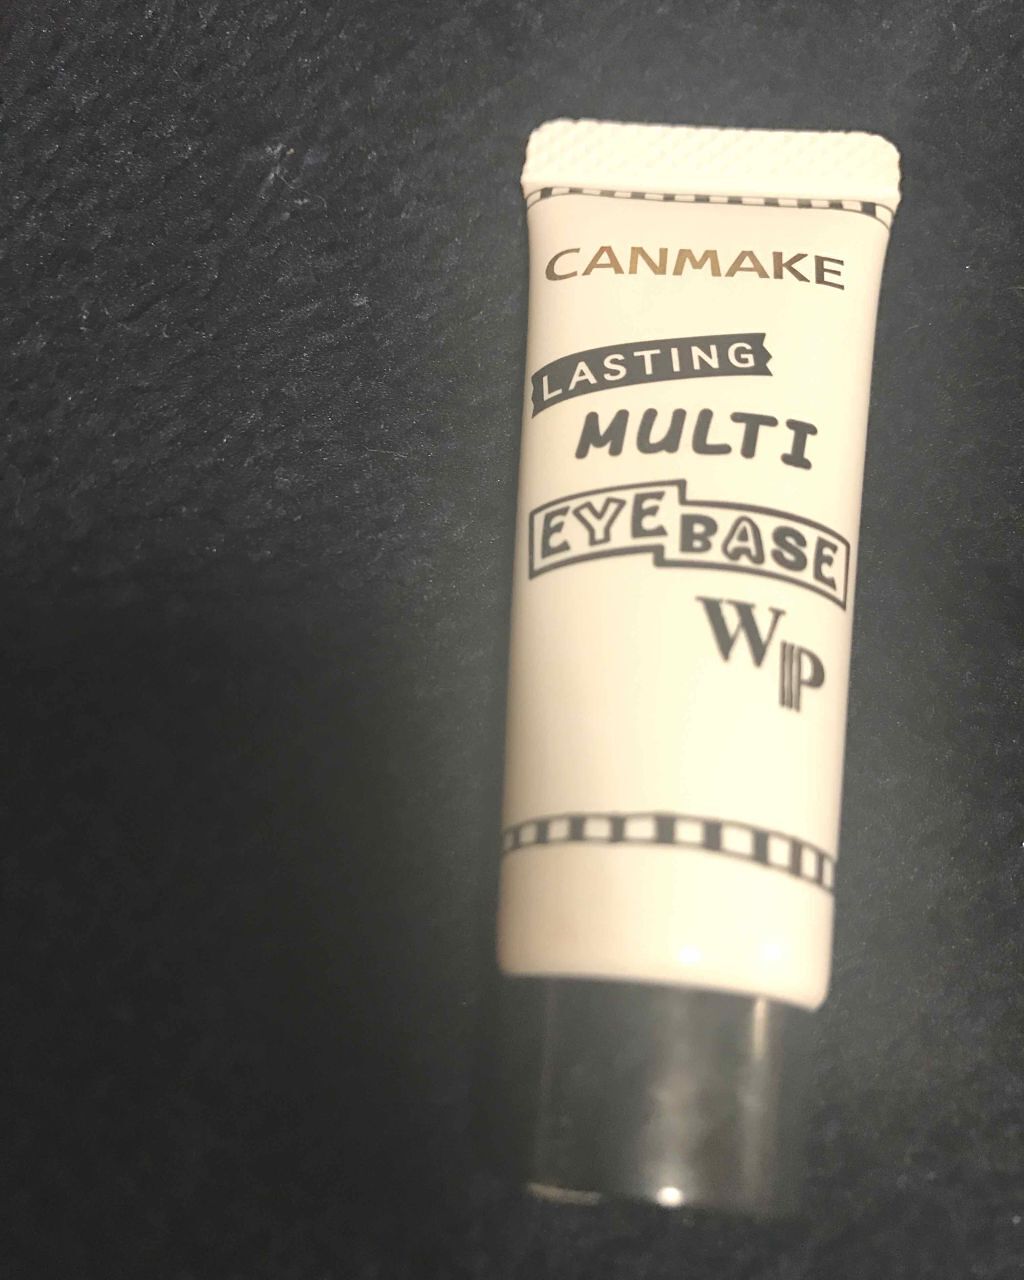 CANMAKE
LASTING
MULTI
EYE BASE
WP